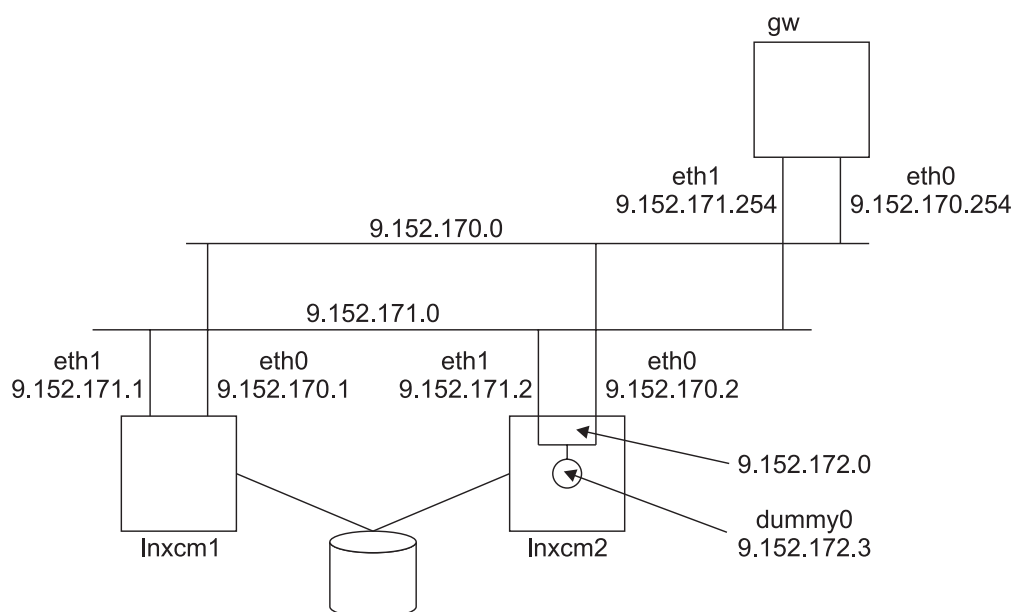 gw
eth1
9.152.171.254
eth0
9.152.170.254
9.152.170.0
9.152.171.0
eth1
9.152.171.1
eth0
9.152.170.1
eth1
9.152.171.2
eth0
9.152.170.2
9.152.172.0
dummy0
9.152.172.3
lnxcm1
lnxcm2